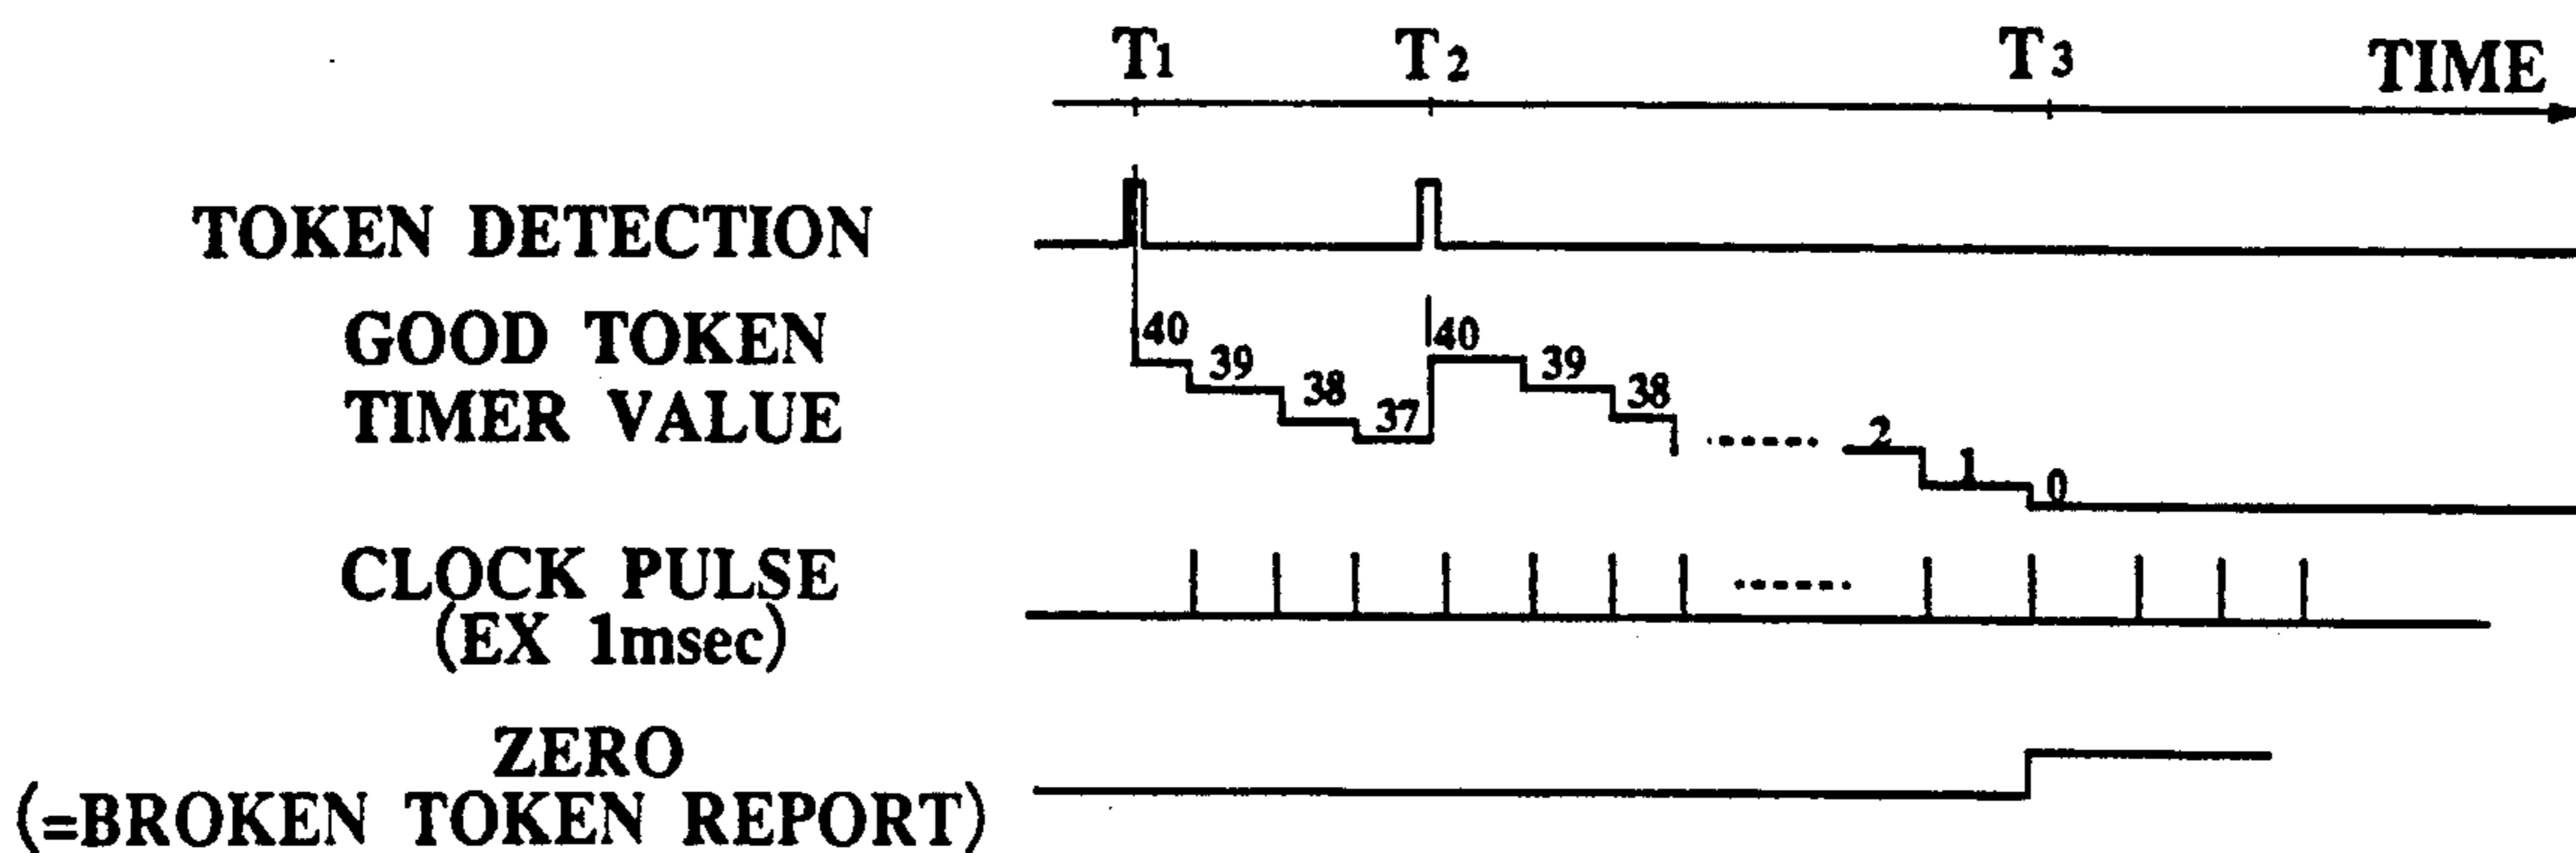 T1 T2 T3 TIME
TOKEN DETECTION
GOOD TOKEN
TIMER VALUE
40 39 38 37 40 39 38 2 1 0
CLOCK PULSE
(EX 1msec)
ZERO
(=BROKEN TOKEN REPORT)